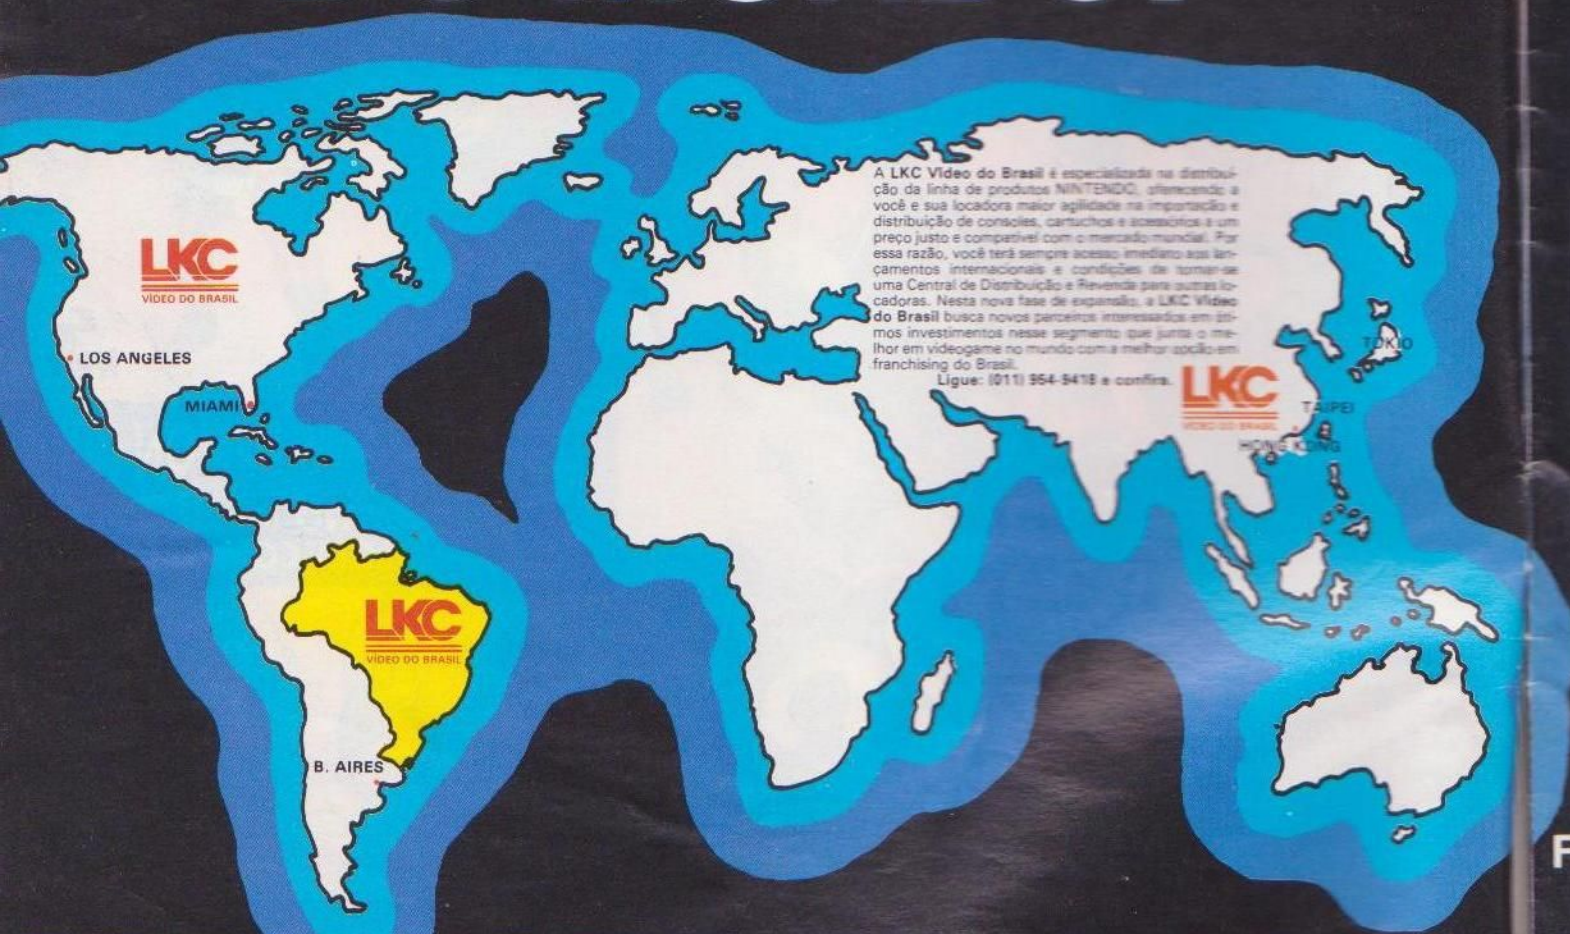 LKC
VÍDEO DO BRASIL
LOS ANGELES
MIAMI
A LKC Vídeo do Brasil é especializada na distribui-
ção da linha de produtos NINTENDO, oferecendo a
você e sua locadora maior agilidade na importação e
distribuição de consoles, cartuchos e acessórios a um
preço justo e compatível com o mercado mundial. Por
essa razão, você terá sempre acesso imediato aos lan-
çamentos internacionais e condições de tornar-se
uma Central de Distribuição e Revenda para outras lo-
cadoras. Nesta nova fase de expansão, a LKC Vídeo
do Brasil busca novos parceiros interessados em óti-
mos investimentos nesse segmento que junta o me-
lhor em videogame no mundo com a melhor opção em
franchising do Brasil.
Ligue: (011) 954-9418 e confira.
LKC
VÍDEO DO BRASIL
TOKIO
TAIPEI
HONG KONG
LKC
VÍDEO DO BRASIL
B. AIRES
F